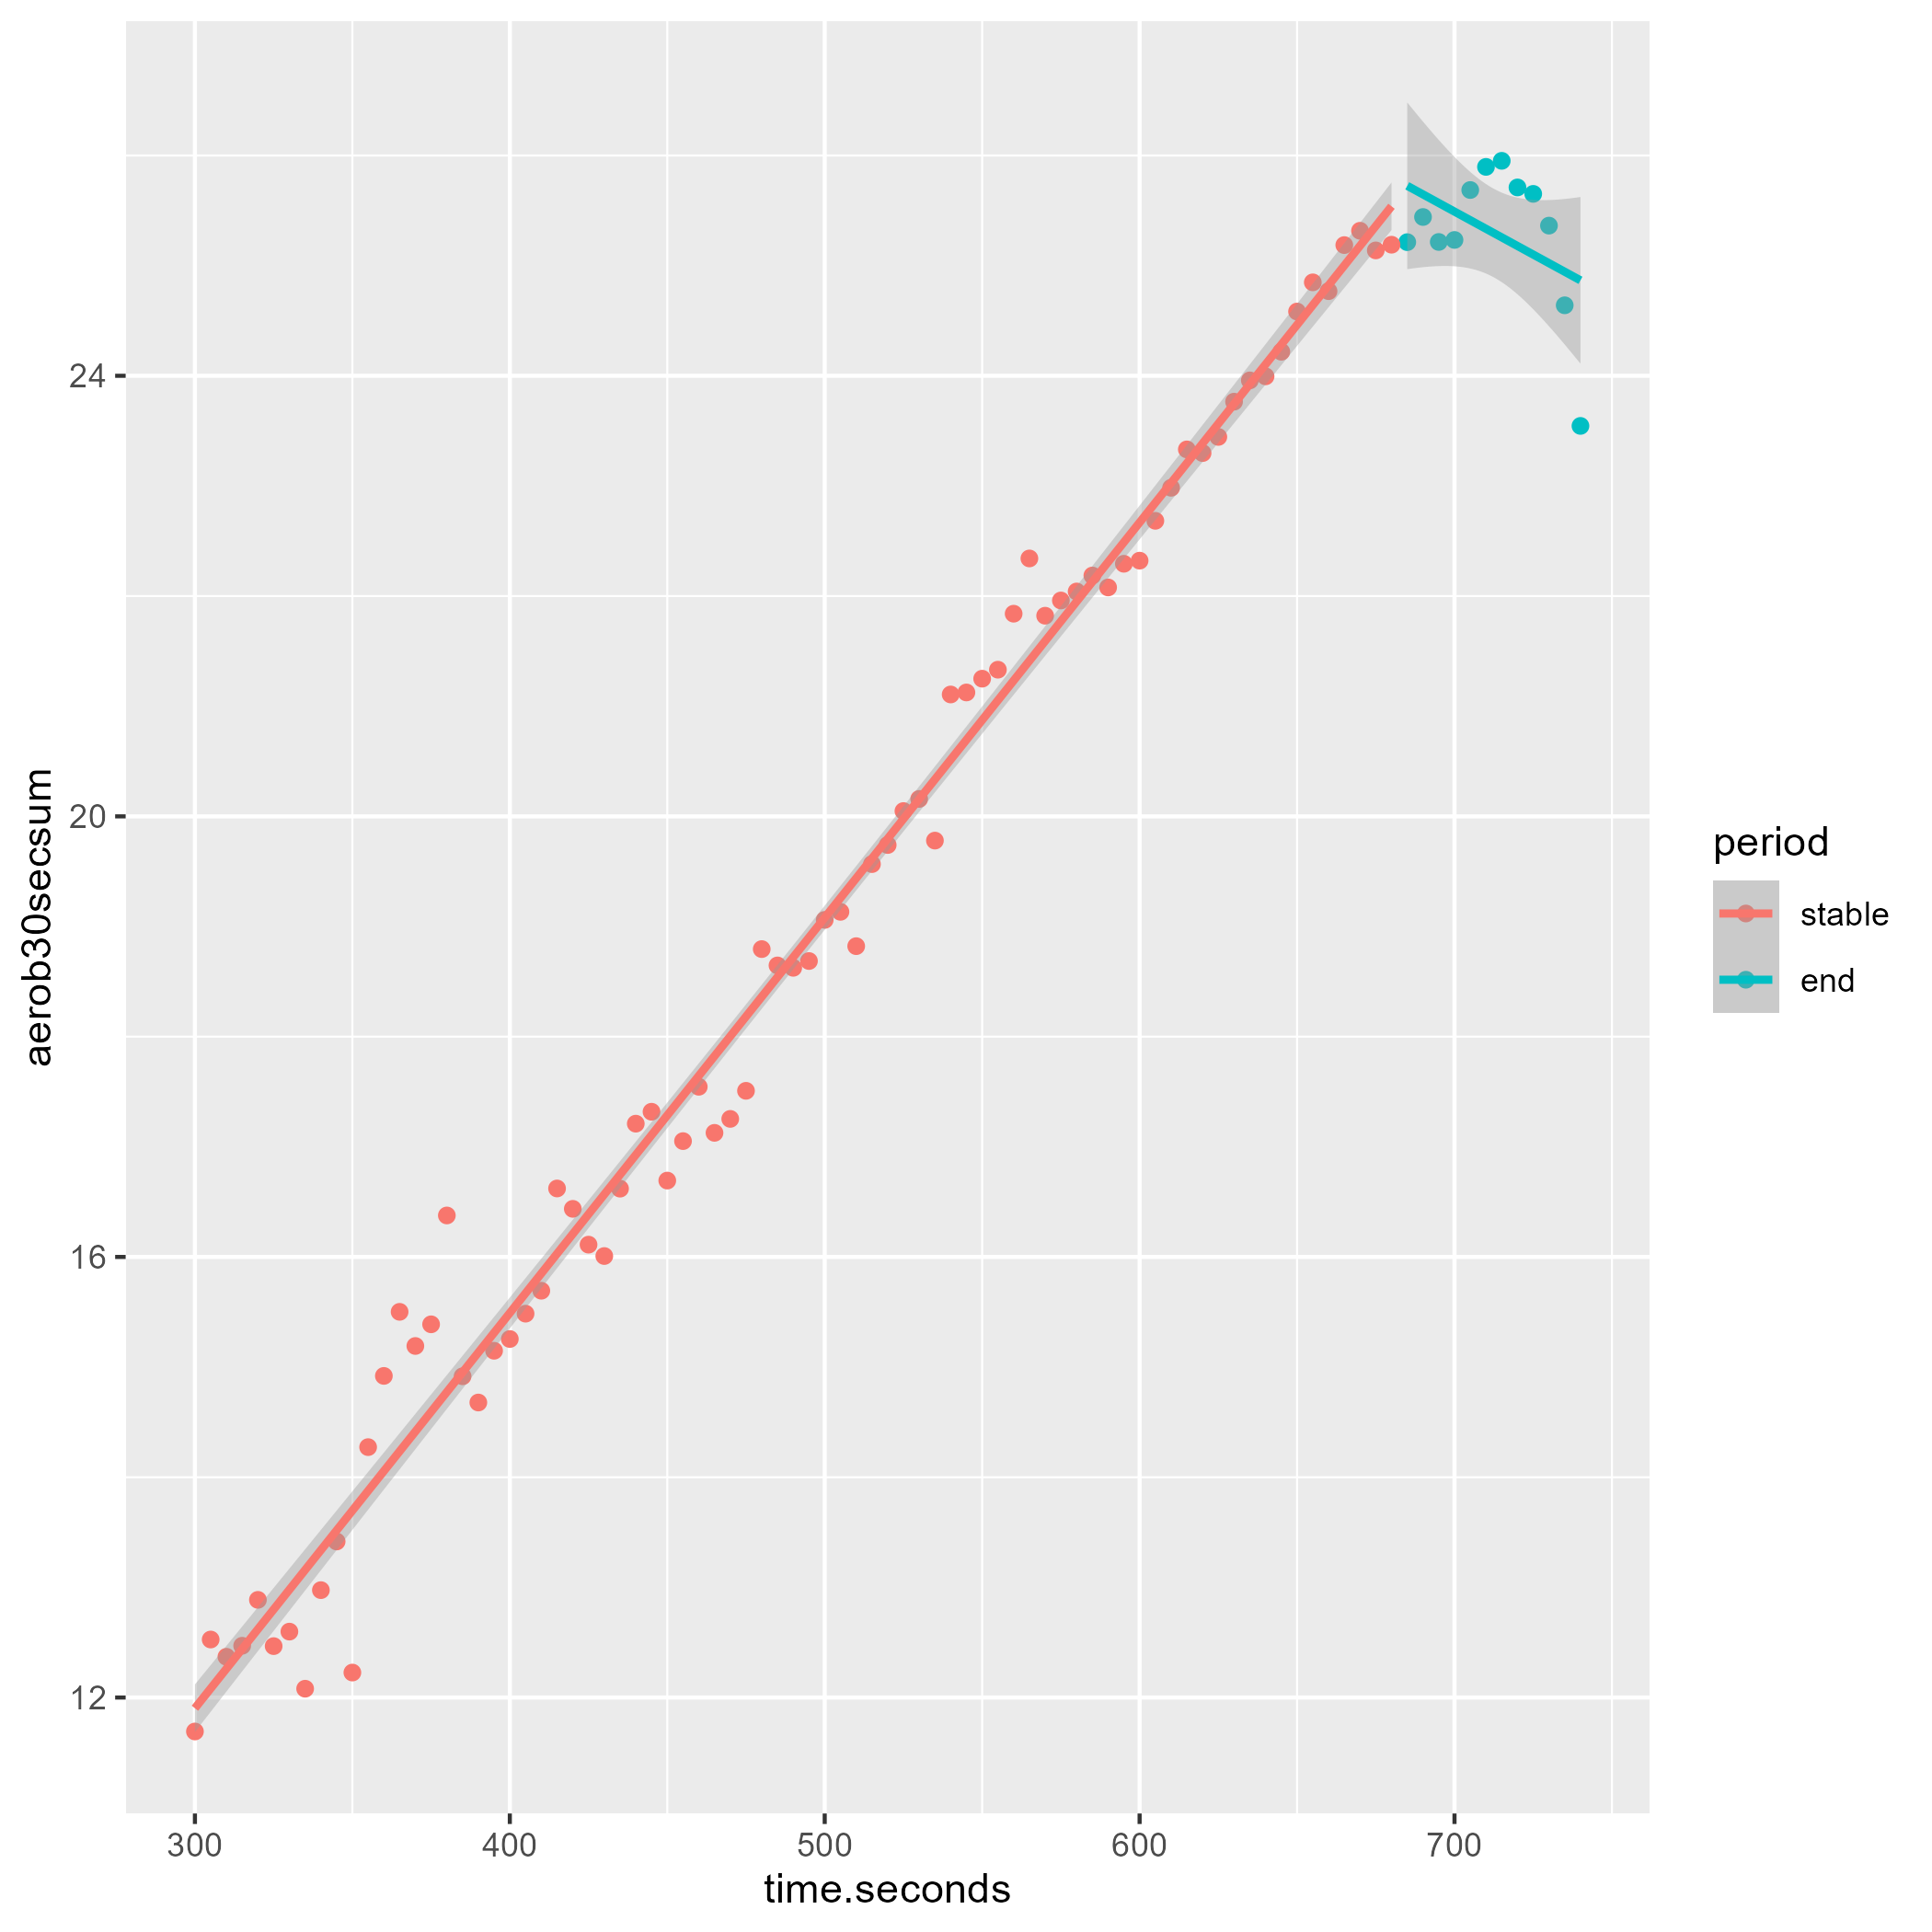 aerob30secsum
24
20
16
12
300 400 500 600 700
time.seconds
period
stable
end